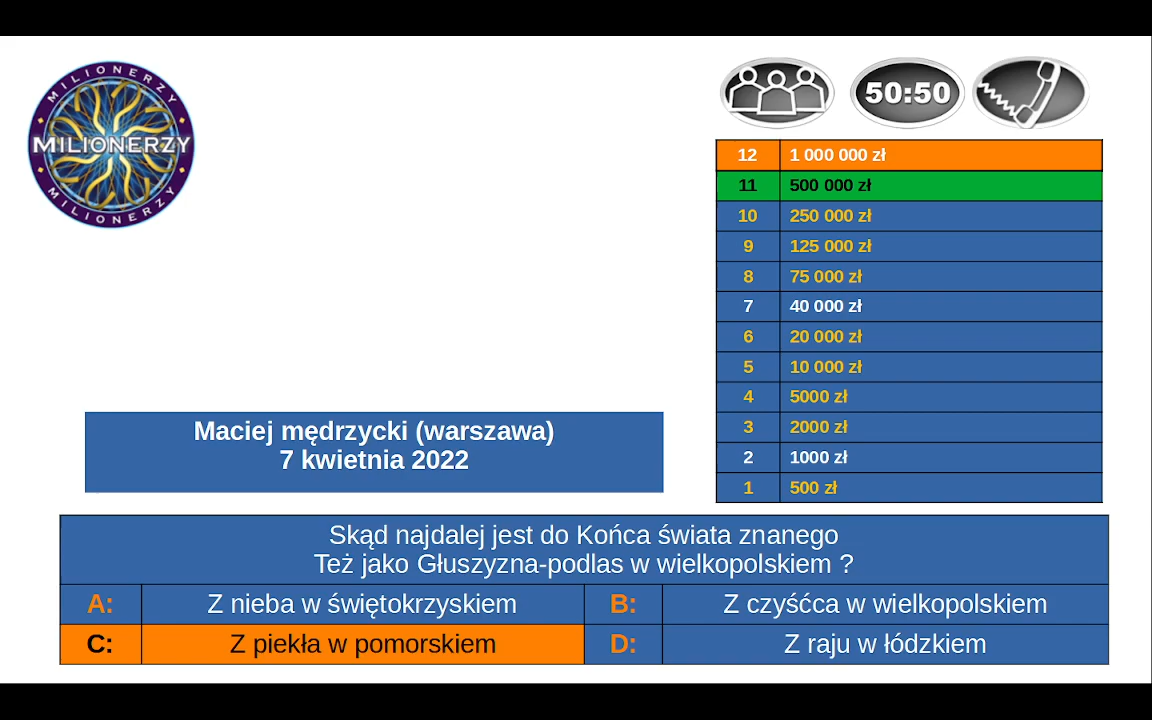 MILIONERZY
MILIONERZY
MILIONERZY
50:50
12 1 000 000 zł
11 500 000 zł
10 250 000 zł
9 125 000 zł
8 75 000 zł
7 40 000 zł
6 20 000 zł
5 10 000 zł
4 5000 zł
3 2000 zł
2 1000 zł
1 500 zł
Maciej mędrzycki (warszawa)
7 kwietnia 2022
Skąd najdalej jest do Końca świata znanego
Też jako Głuszyzna-podlas w wielkopolskiem ?
A: Z nieba w świętokrzyskiem B: Z czyśćca w wielkopolskiem
C: Z piekła w pomorskiem D: Z raju w łódzkiem